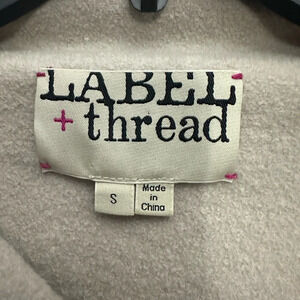 LABEL
+ thread
S
Made
in
China